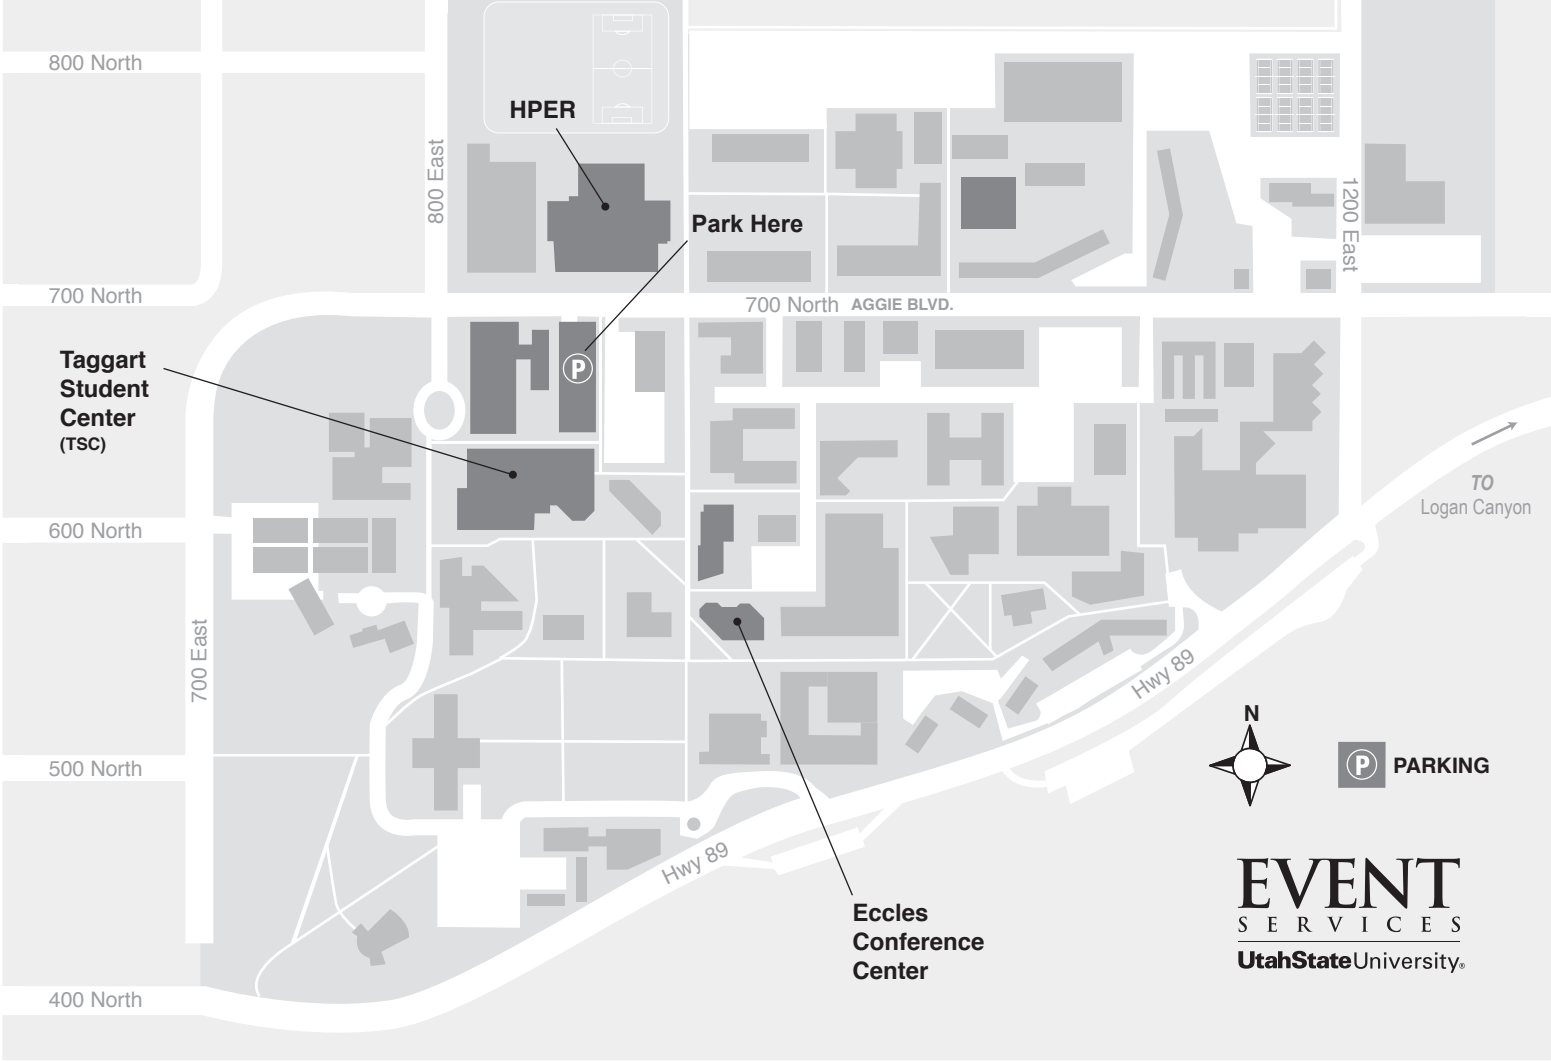 800 North
HPER
800 East
Park Here
1200 East
700 North
700 North AGGIE BLVD.
Taggart
Student
Center
(TSC)
P
TO
Logan Canyon
600 North
700 East
Hwy 89
N
500 North
P PARKING
Hwy 89
EVENT
SERVICES
UtahStateUniversity®
Eccles
Conference
Center
400 North